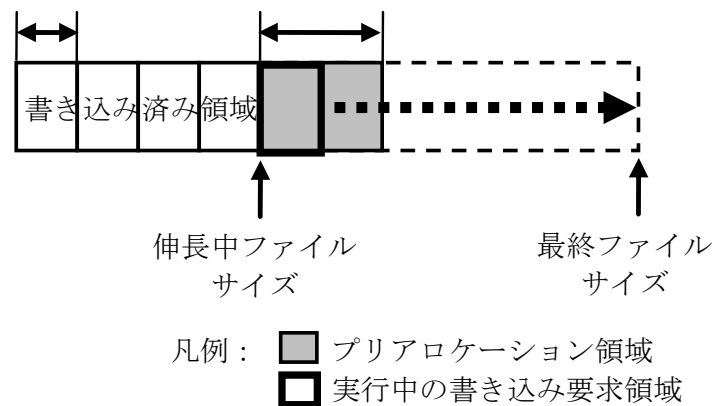 書き込み済み領域
伸長中ファイル
サイズ
最終ファイル
サイズ
凡例：
プリアロケーション領域
実行中の書き込み要求領域